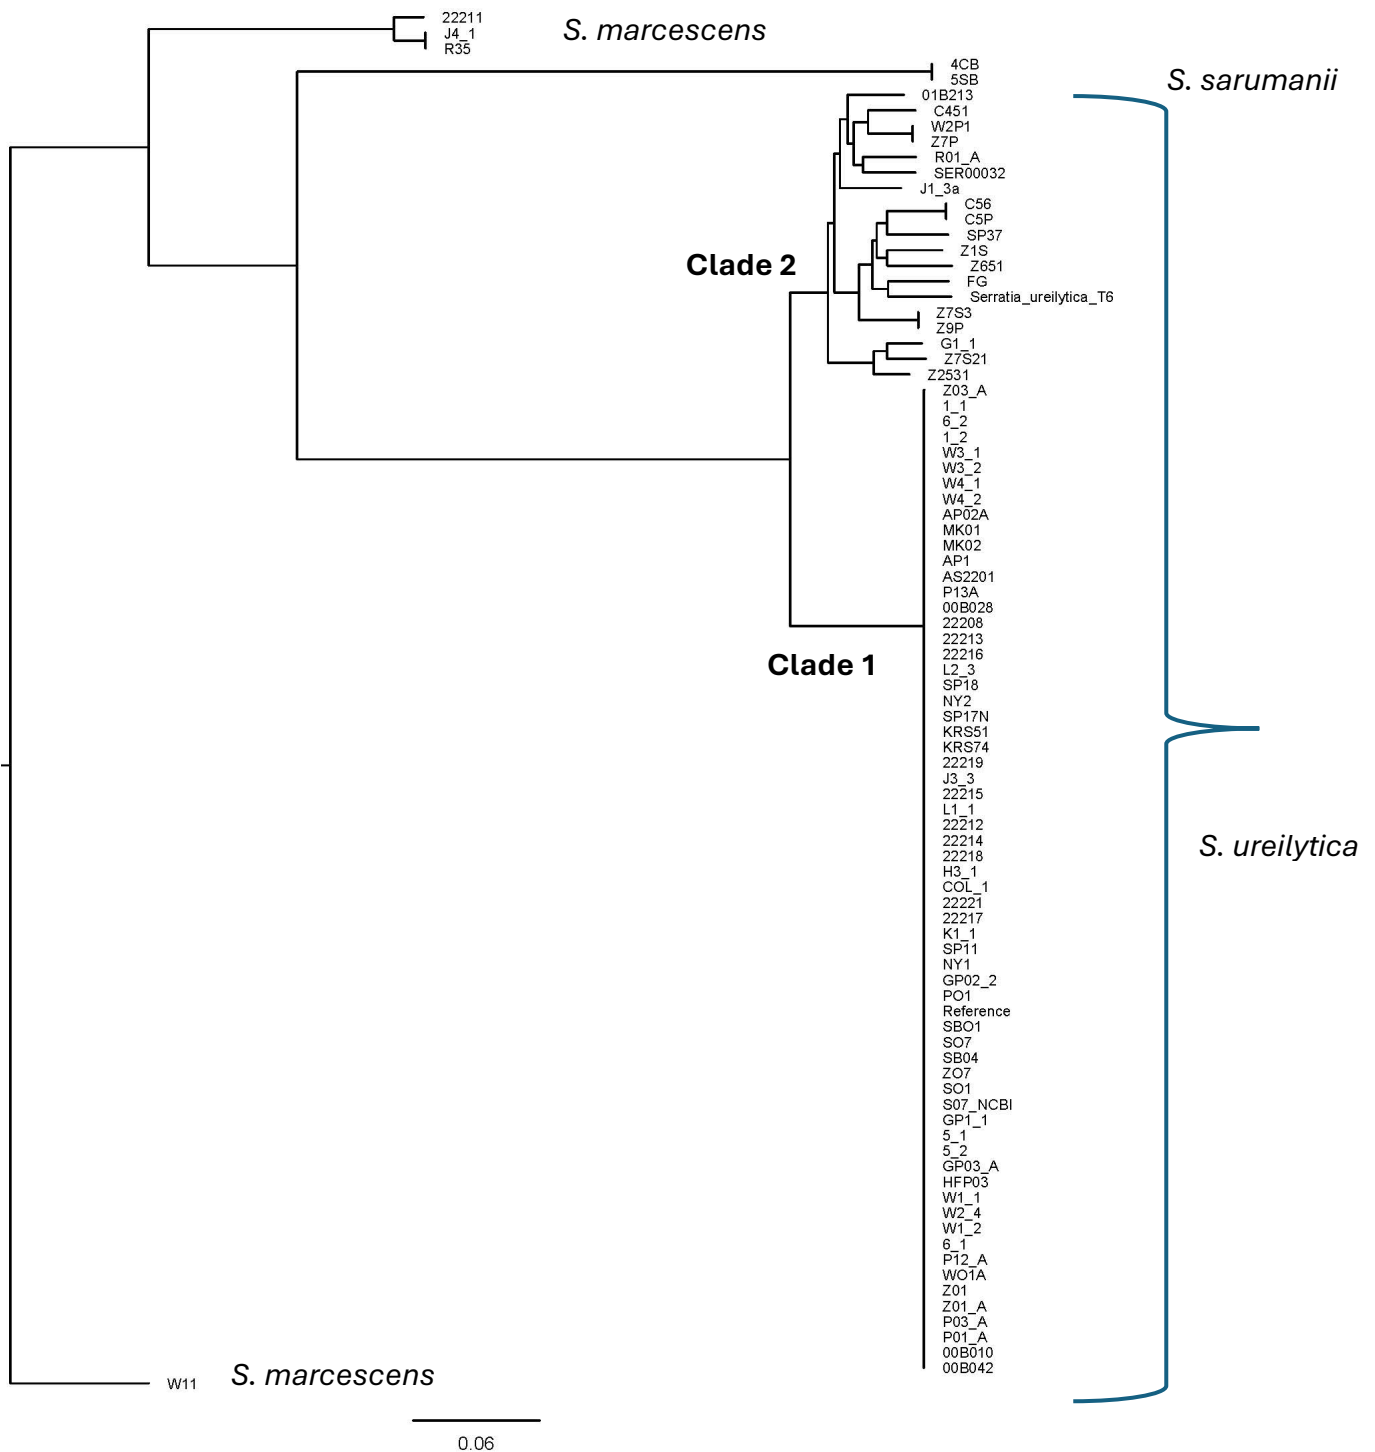 22211
J4_1
R35
S. marcescens
4CB
5SB
S. sarumanii
01B213
C451
W2P1
Z7P
R01_A
SER00032
J1_3a
C56
C5P
SP37
Z1S
Z651
FG
Serratia_ureilytica_T6
Clade 2
Z7S3
Z9P
G1_1
Z7S21
Z2531
Z03_A
1_1
6_2
1_2
W3_1
W3_2
W4_1
W4_2
AP02A
MK01
MK02
AP1
AS2201
P13A
00B028
22208
22213
22216
Clade 1
L2_3
SP18
NY2
SP17N
KRS51
KRS74
22219
J3_3
22215
L1_1
22212
22214
S. ureilytica
22218
H3_1
COL_1
22221
22217
K1_1
SP11
NY1
GP02_2
PO1
Reference
SBO1
SO7
SB04
ZO7
SO1
S07_NCBI
GP1_1
5_1
5_2
GP03_A
HFP03
W1_1
W2_4
W1_2
6_1
P12_A
WO1A
Z01
Z01_A
P03_A
P01_A
00B010
00B042
W11
S. marcescens
0.06